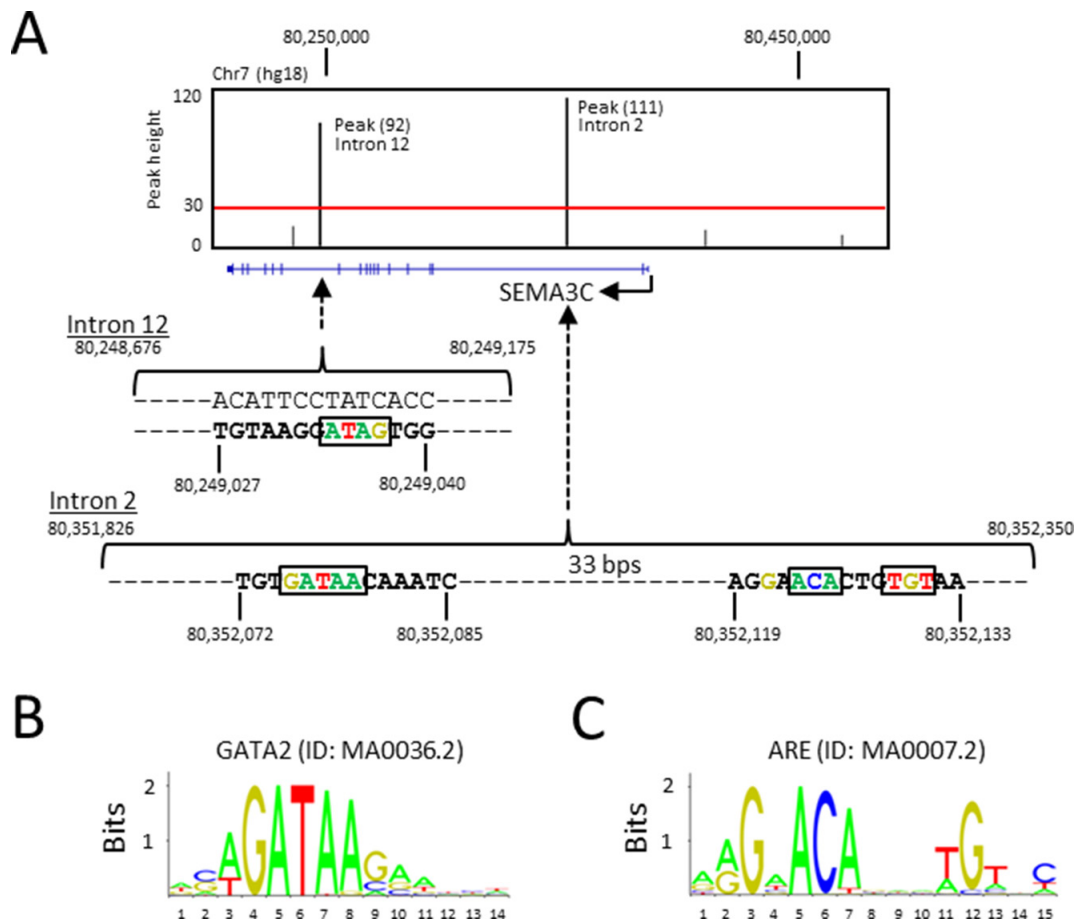 A
80,250,000 80,450,000
Chr7 (hg18)
120
Peak height
30
0
Peak (92)
Intron 12
Peak (111)
Intron 2
SEMA3C
Intron 12
80,248,676 80,249,175
-----ACATTCCTATCACC-----
-----TGTAAGGATAGTGG-----
80,249,027 80,249,040
Intron 2
80,351,826 80,352,350
33 bps
--------TGTGATAACAAATC-----------------AGGAACACTGTGTAA-----
80,352,072 80,352,085 80,352,119 80,352,133
B
GATA2 (ID: MA0036.2)
Bits
2
1
1 2 3 4 5 6 7 8 9 10 11 12 13 14
C
ARE (ID: MA0007.2)
Bits
2
1
1 2 3 4 5 6 7 8 9 10 11 12 13 14 15